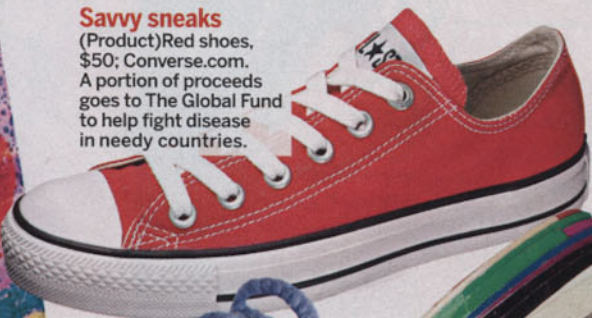 Savvy sneaks
(Product)Red shoes,
$50; Converse.com.
A portion of proceeds
goes to The Global Fund
to help fight disease
in needy countries.